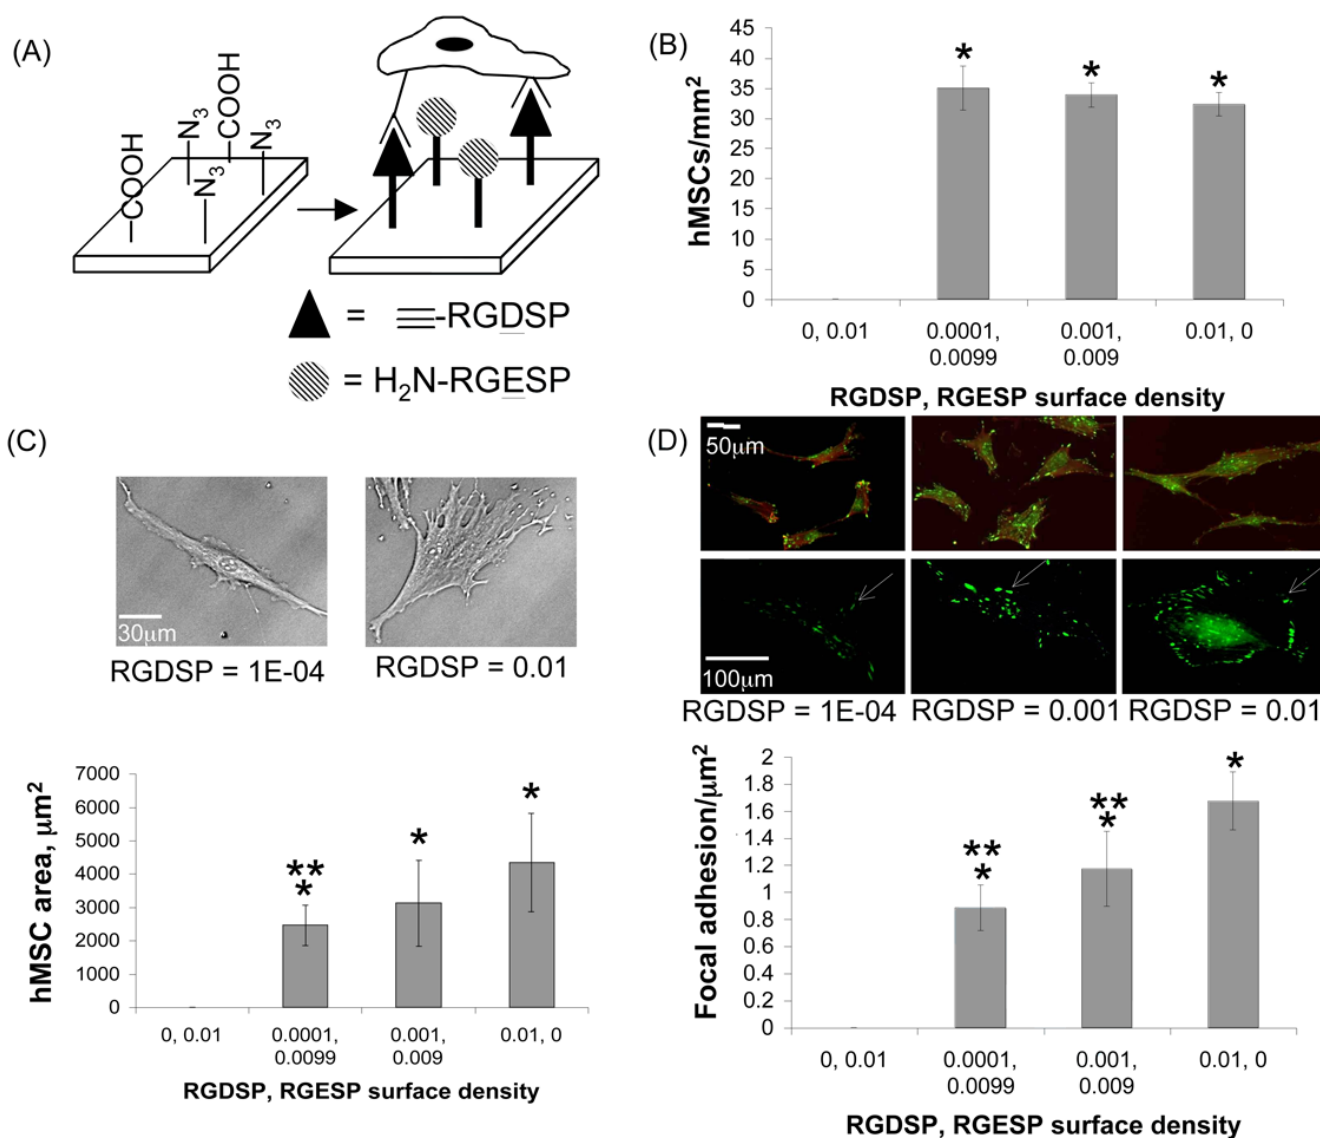 (A)
COOH
N3
COOH
N3
N3
= ≡-RGDSP
= H2N-RGESP
(B)
hMSCs/mm2
45
40
35
30
25
20
15
10
5
0
*
*
*
0, 0.01
0.0001, 0.0099
0.001, 0.009
0.01, 0
RGDSP, RGESP surface density
(C)
30μm
RGDSP = 1E-04
RGDSP = 0.01
hMSC area, μm2
7000
6000
5000
4000
3000
2000
1000
0
**
*
*
*
0, 0.01
0.0001, 0.0099
0.001, 0.009
0.01, 0
RGDSP, RGESP surface density
(D)
50μm
100μm
RGDSP = 1E-04
RGDSP = 0.001
RGDSP = 0.01
Focal adhesion/μm2
2
1.8
1.6
1.4
1.2
1
0.8
0.6
0.4
0.2
0
**
*
**
*
*
0, 0.01
0.0001, 0.0099
0.001, 0.009
0.01, 0
RGDSP, RGESP surface density